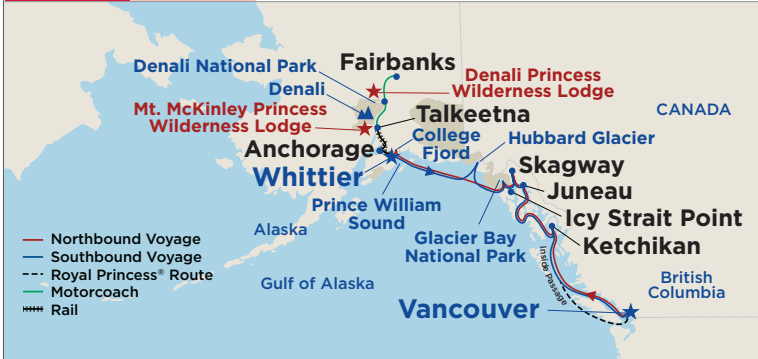 Fairbanks
Denali National Park
Denali
Denali Princess
Wilderness Lodge
Mt. McKinley Princess
Wilderness Lodge
Talkeetna
CANADA
College
Fjord
Hubbard Glacier
Anchorage
Whittier
Skagway
Juneau
Icy Strait Point
Ketchikan
Prince William
Sound
Glacier Bay
National Park
Alaska
Gulf of Alaska
Inside Passage
British
Columbia
Vancouver
Northbound Voyage
Southbound Voyage
Royal Princess® Route
Motorcoach
Rail